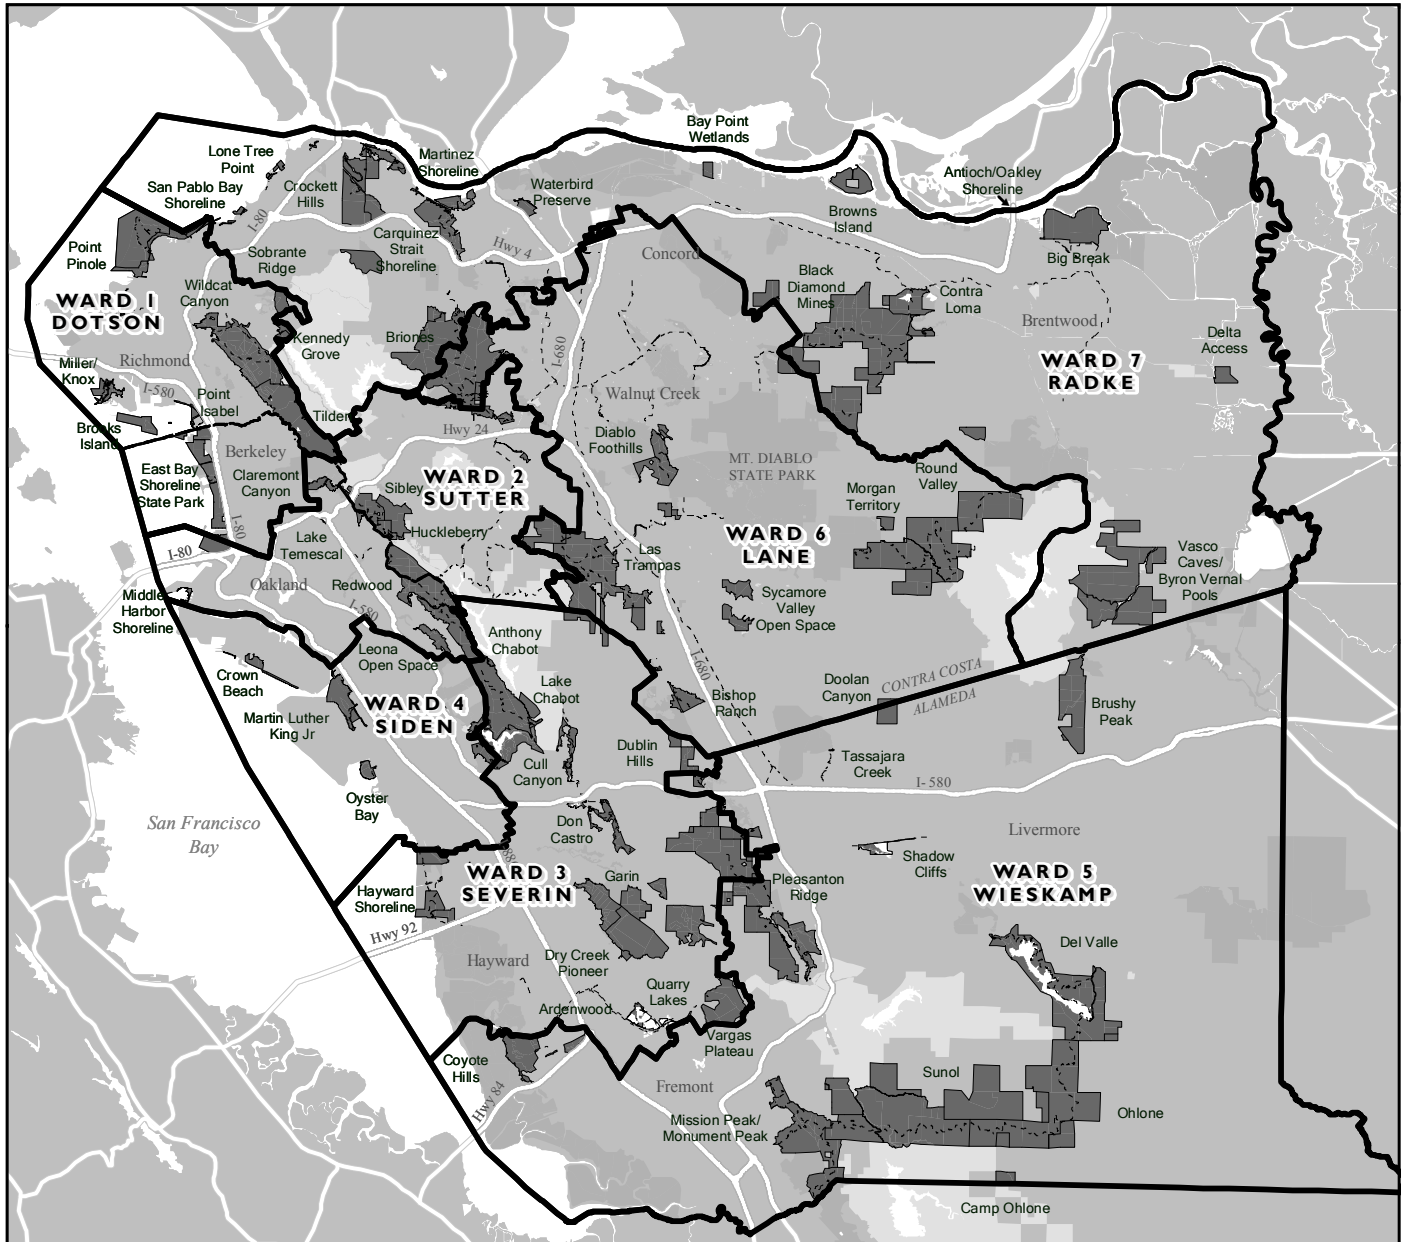 Bay Point
Wetlands
Lone Tree
Point
Martinez
Shoreline
San Pablo Bay
Shoreline
Crockett
Hills
Waterbird
Preserve
Antioch/Oakley
Shoreline
I-80
Browns
Island
Point
Pinole
Carquinez
Strait
Shoreline
Hwy 4
Concord
Sobrante
Ridge
Big Break
Wildcat
Canyon
Black
Diamond
Mines
Contra
Loma
WARD 1
DOTSON
Brentwood
Kennedy
Grove
Briones
I-680
Delta
Access
Richmond
Miller/
Knox
WARD 7
RADKE
I-580
Point
Isabel
Walnut Creek
Tilden
Brooks
Island
Hwy 24
Diablo
Foothills
Berkeley
MT. DIABLO
STATE PARK
East Bay
Shoreline
State Park
Claremont
Canyon
WARD 2
SUTTER
Round
Valley
Sibley
Morgan
Territory
I-80
Huckleberry
WARD 6
LANE
I-80
Lake
Temescal
Las
Trampas
Vasco
Caves/
Byron Vernal
Pools
Oakland
Redwood
Middle
Harbor
Shoreline
I-580
Sycamore
Valley
Open Space
Anthony
Chabot
Leona
Open Space
Crown
Beach
I-680
Lake
Chabot
Doolan
Canyon
CONTRA COSTA
ALAMEDA
Bishop
Ranch
Brushy
Peak
WARD 4
SIDEN
Martin Luther
King Jr
Dublin
Hills
Cull
Canyon
Tassajara
Creek
I-580
Oyster
Bay
San Francisco
Bay
Don
Castro
Livermore
Shadow
Cliffs
WARD 3
SEVERIN
Garin
Pleasanton
Ridge
WARD 5
WIESKAMP
Hayward
Shoreline
Hwy 92
Del Valle
Hayward
Dry Creek
Pioneer
Quarry
Lakes
Ardenwood
Vargas
Plateau
Coyote
Hills
Sunol
Fremont
Hwy 84
Mission Peak/
Monument Peak
Ohlone
Camp Ohlone